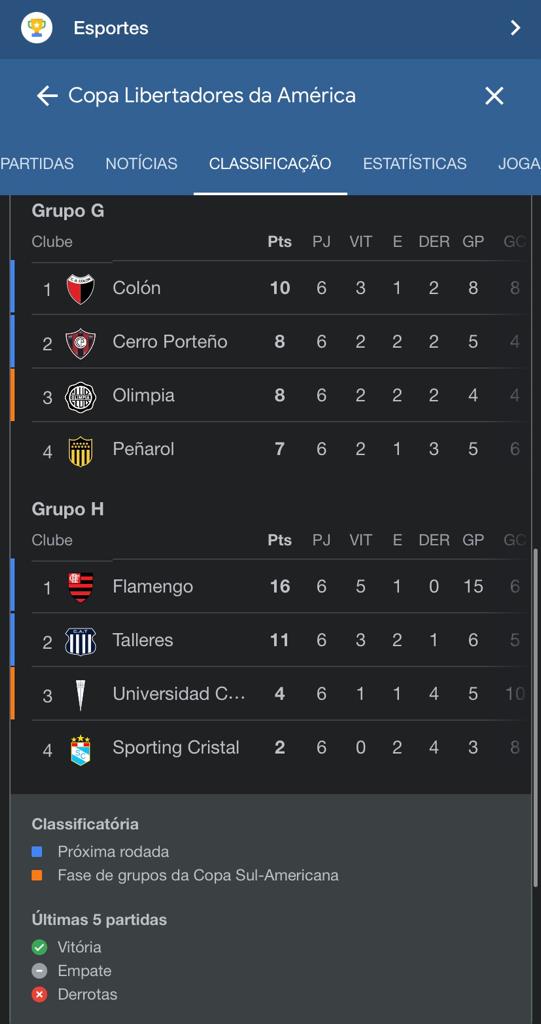 Esportes
Copa Libertadores da América
PARTIDAS NOTÍCIAS CLASSIFICAÇÃO ESTATÍSTICAS JOGA
Grupo G
Clube Pts PJ VIT E DER GP GC
1 Colón 10 6 3 1 2 8 8
2 Cerro Porteño 8 6 2 2 2 5 4
3 Olimpia 8 6 2 2 2 4 4
4 Peñarol 7 6 2 1 3 5 6
Grupo H
Clube Pts PJ VIT E DER GP GC
1 Flamengo 16 6 5 1 0 15 6
2 Talleres 11 6 3 2 1 6 5
3 Universidad C... 4 6 1 1 4 5 10
4 Sporting Cristal 2 6 0 2 4 3 8
Classificatória
Próxima rodada
Fase de grupos da Copa Sul-Americana
Últimas 5 partidas
Vitória
Empate
Derrotas